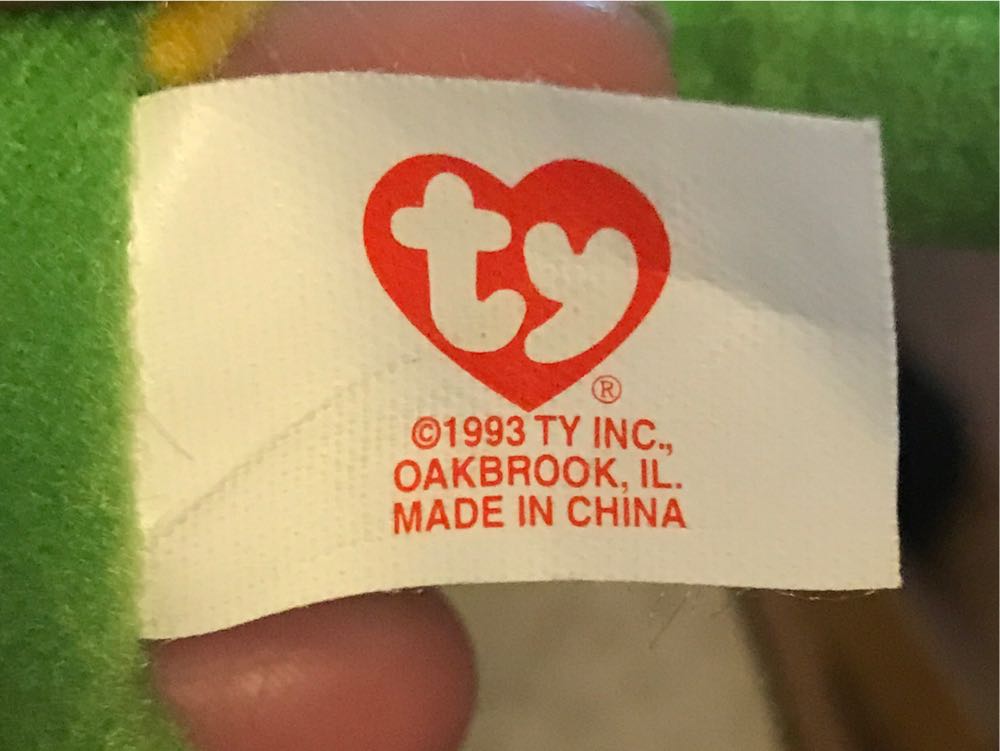 ty
®
©1993 TY INC.,
OAKBROOK, IL.
MADE IN CHINA